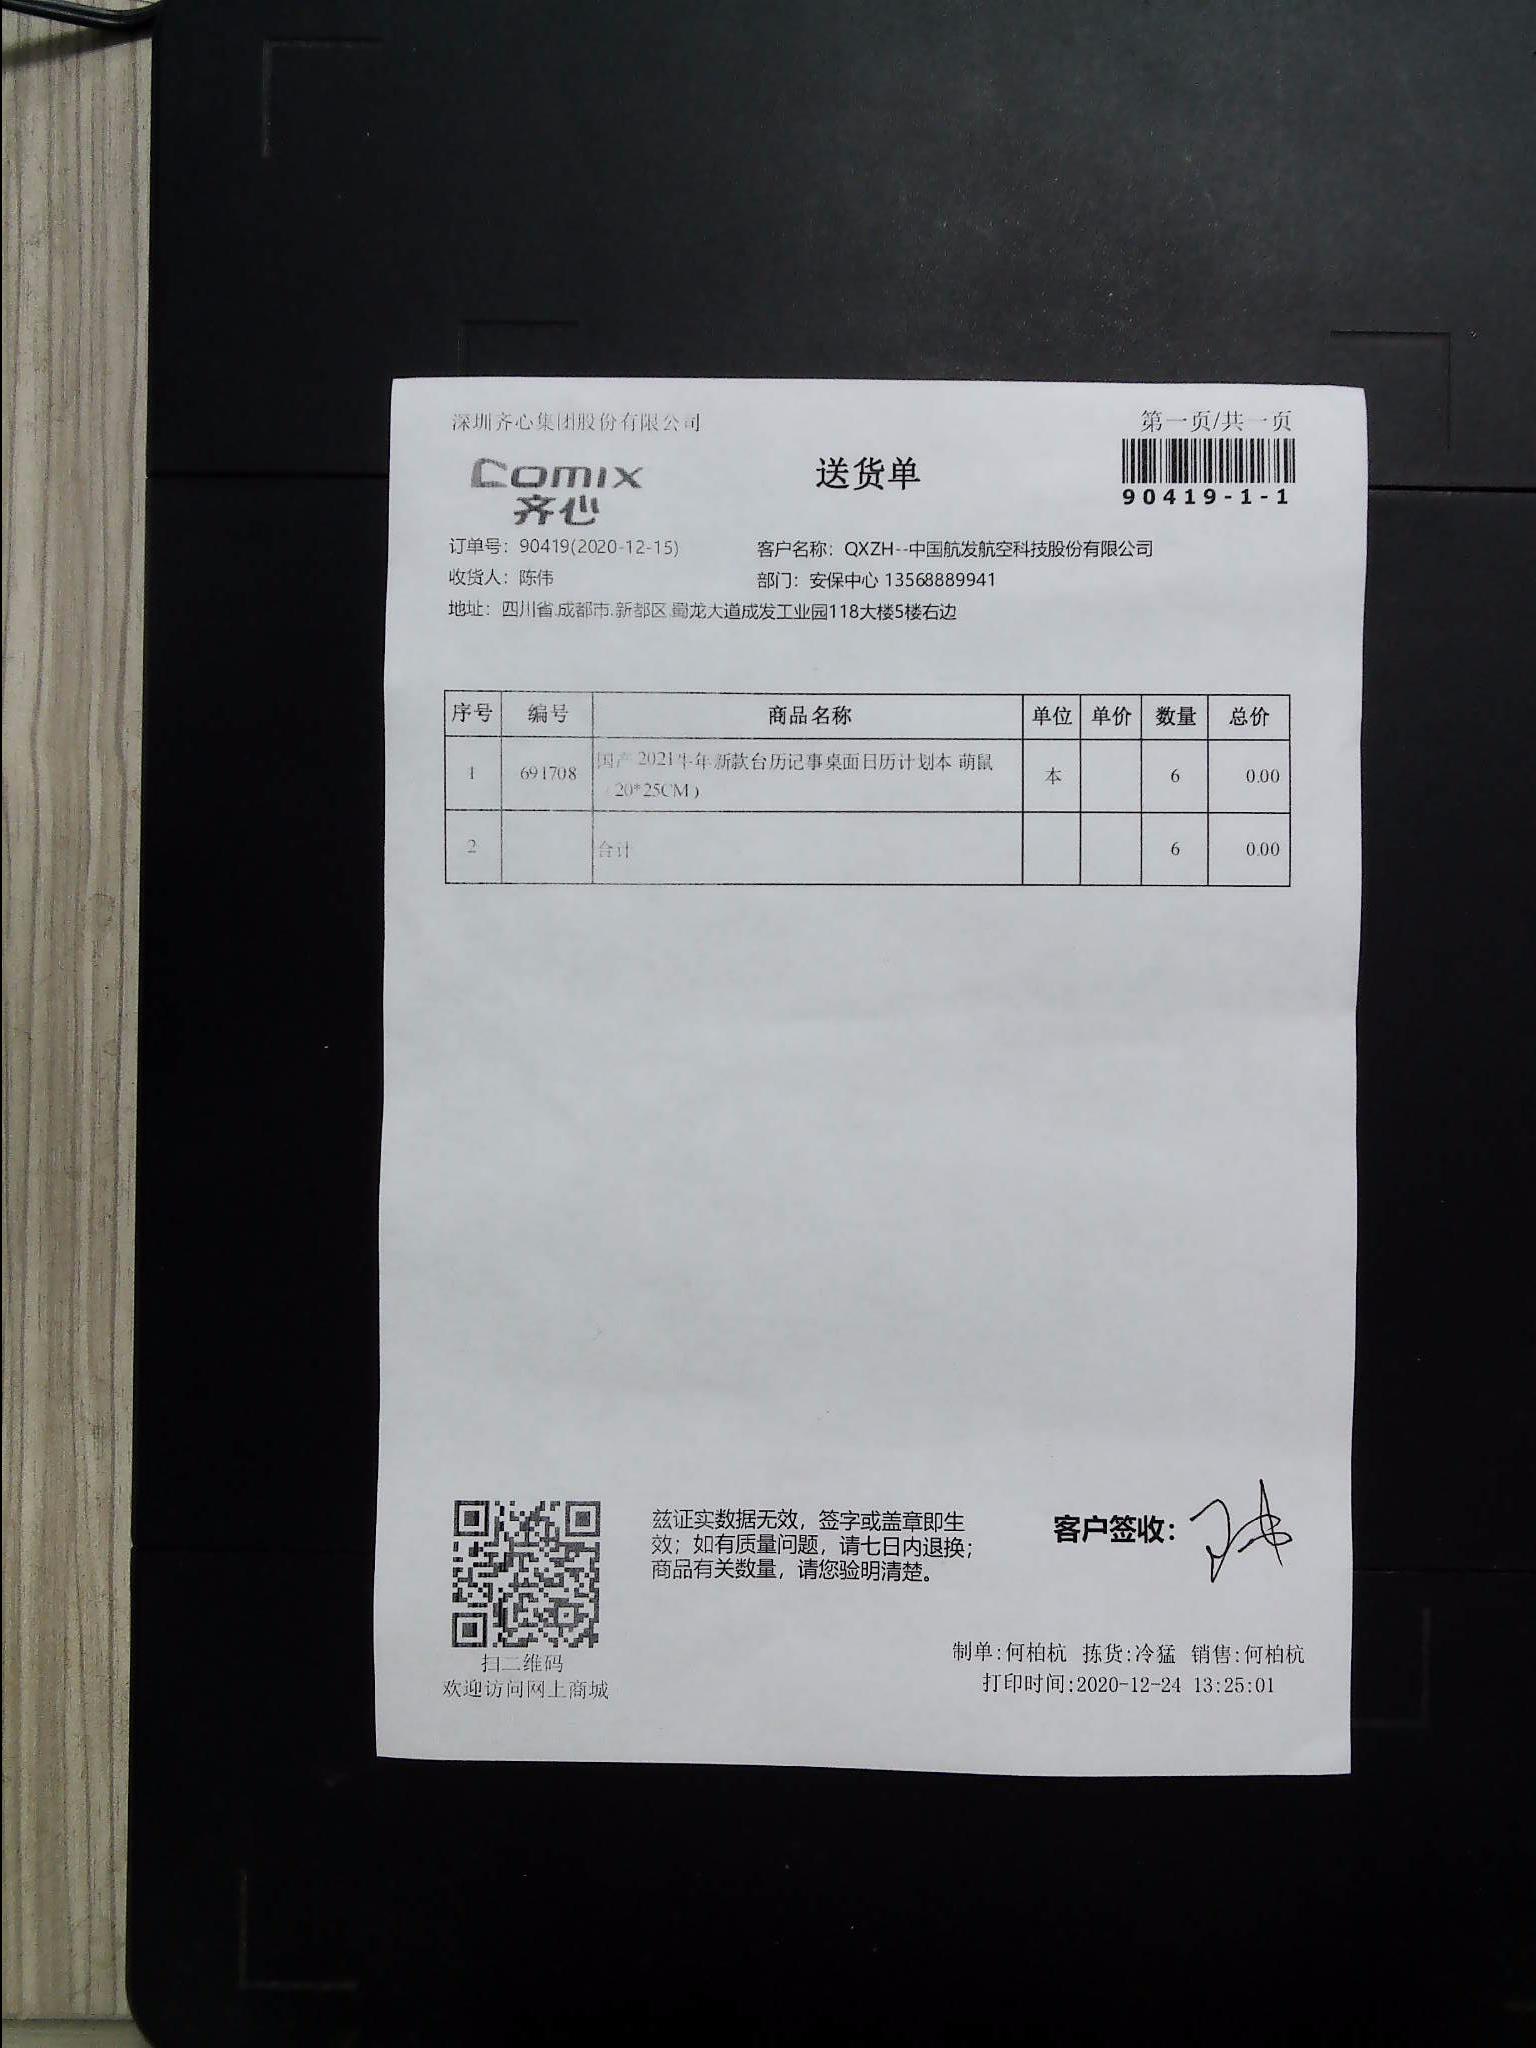 深圳齐心集团股份有限公司
第一页/共一页
comix
齐心
送货单
90419-1-1
订单号：90419(2020-12-15)
客户名称：QXZH--中国航发航空科技股份有限公司
收货人：陈伟
部门：安保中心 13568889941
地址：四川省.成都市.新都区.蜀龙大道成发工业园118大楼5楼右边
序号 编号 商品名称 单位 单价 数量 总价
1 691708 国产 2021牛年新款台历记事桌面日历计划本 萌鼠 本 6 0.00
（20*25CM）
2 合计 6 0.00
兹证实数据无效，签字或盖章即生
效；如有质量问题，请七日内退换；
商品有关数量，请您验明清楚。
客户签收：
扫二维码
欢迎访问网上商城
制单:何柏杭 拣货:冷猛 销售:何柏杭
打印时间:2020-12-24 13:25:01